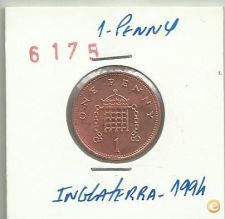 1-PENNY
6175
ONE PENNY
1
INGLATERRA-1994